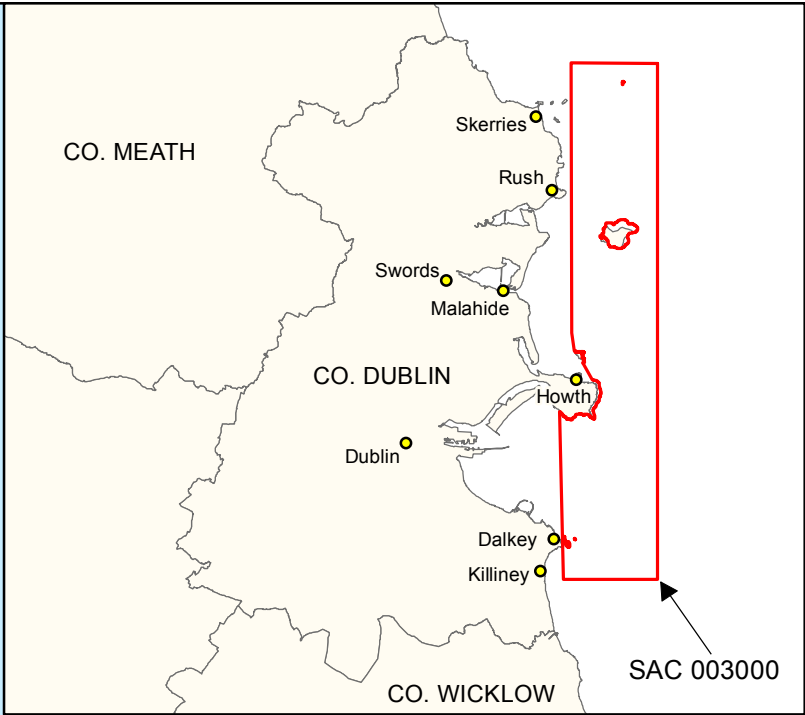 Skerries
CO. MEATH
Rush
Swords
Malahide
CO. DUBLIN
Howth
Dublin
Dalkey
Killiney
SAC 003000
CO. WICKLOW